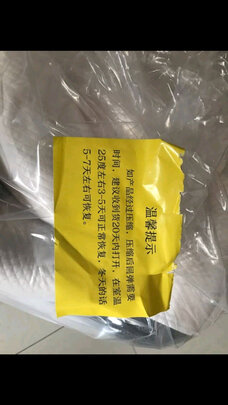 温馨提示
如产品经过压缩，压缩后回弹需要
时间，建议收到货20天内打开，在室温
25度左右3-5天可正常恢复，冬天的话
5-7天左右可恢复。